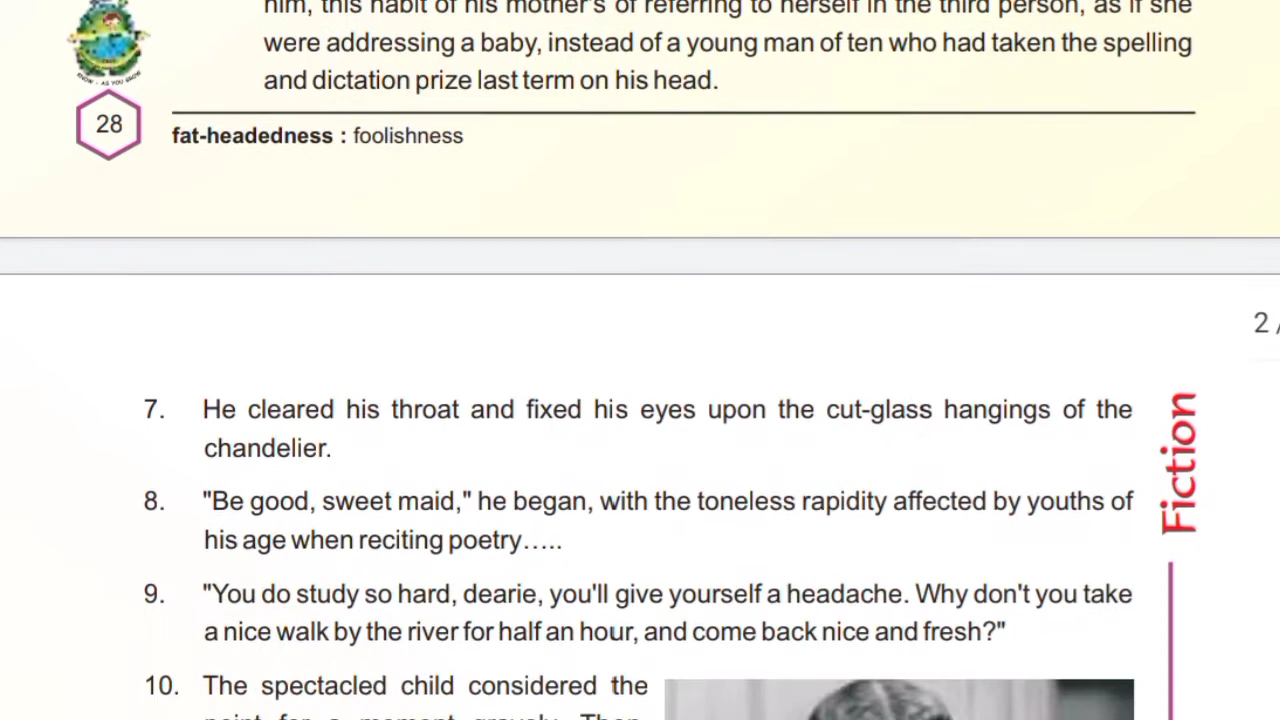 him, this habit of his mother's of referring to herself in the third person, as if she
were addressing a baby, instead of a young man of ten who had taken the spelling
and dictation prize last term on his head.
28
fat-headedness : foolishness
2 /
7. He cleared his throat and fixed his eyes upon the cut-glass hangings of the
chandelier.
Fiction
8. "Be good, sweet maid," he began, with the toneless rapidity affected by youths of
his age when reciting poetry…..
9. "You do study so hard, dearie, you'll give yourself a headache. Why don't you take
a nice walk by the river for half an hour, and come back nice and fresh?"
10. The spectacled child considered the
point for a moment gravely. Then